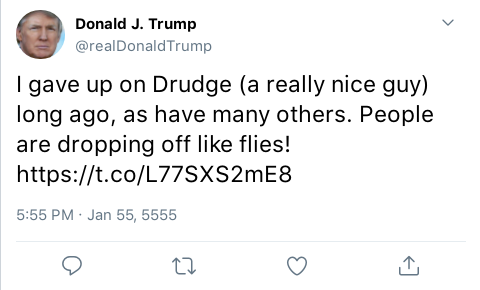 Donald J. Trump
@realDonaldTrump
I gave up on Drudge (a really nice guy)
long ago, as have many others. People
are dropping off like flies!
https://t.co/L77SXS2mE8
5:55 PM · Jan 55, 5555